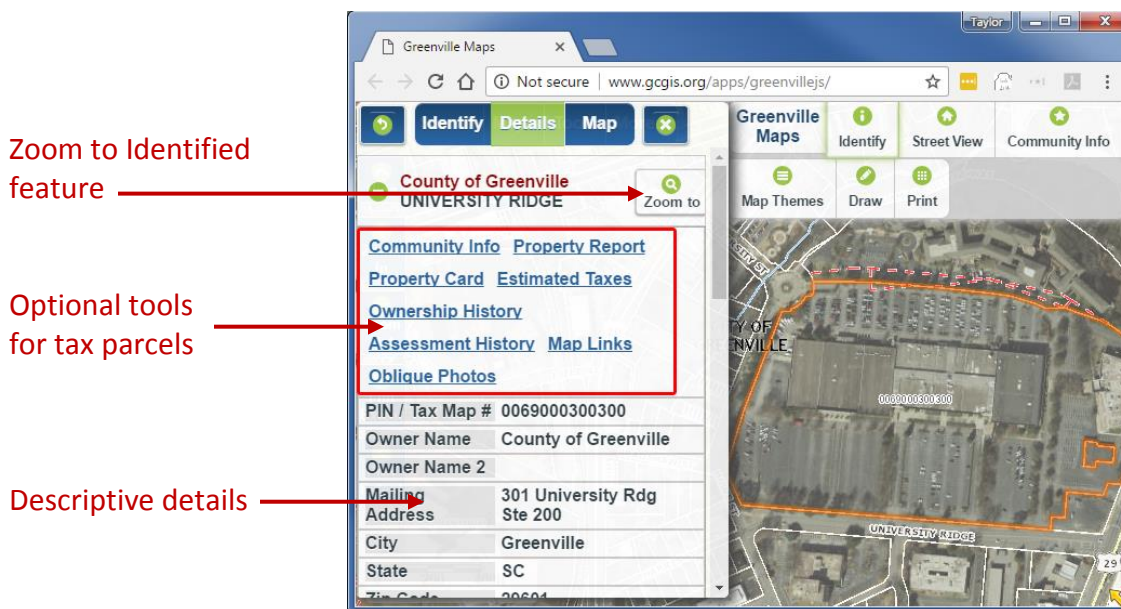 Taylor
Greenville Maps
Not secure | www.gcgis.org/apps/greenvillejs/
Identify Details Map
Greenville Maps
Identify
Street View
Community Info
Map Themes
Draw
Print
Zoom to Identified
feature
County of Greenville
UNIVERSITY RIDGE
Zoom to
Optional tools
for tax parcels
Community Info Property Report
Property Card Estimated Taxes
Ownership History
Assessment History Map Links
Oblique Photos
PIN / Tax Map # 0069000300300
Owner Name County of Greenville
Owner Name 2
Descriptive details
Mailing Address 301 University Rdg
Ste 200
City Greenville
State SC
Zip Code 29601
UNIVERSITY RIDGE
29